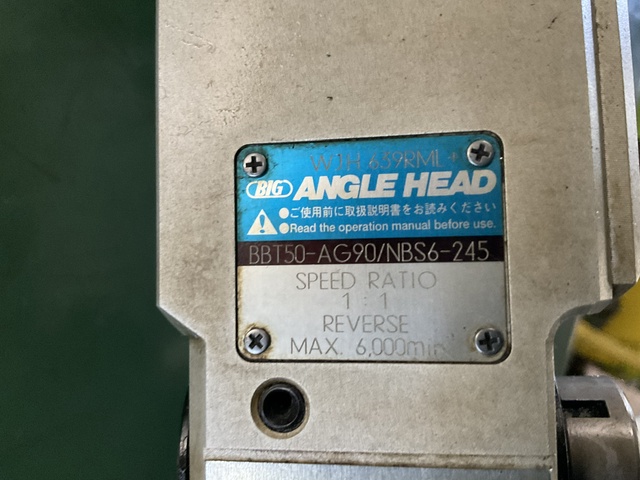 BIG ANGLE HEAD
●ご使用前に取扱説明書をお読みください
●Read the operation manual before use.
BBT50-AG90/NBS6-245
SPEED RATIO
1 : 1
REVERSE
MAX. 6,000min